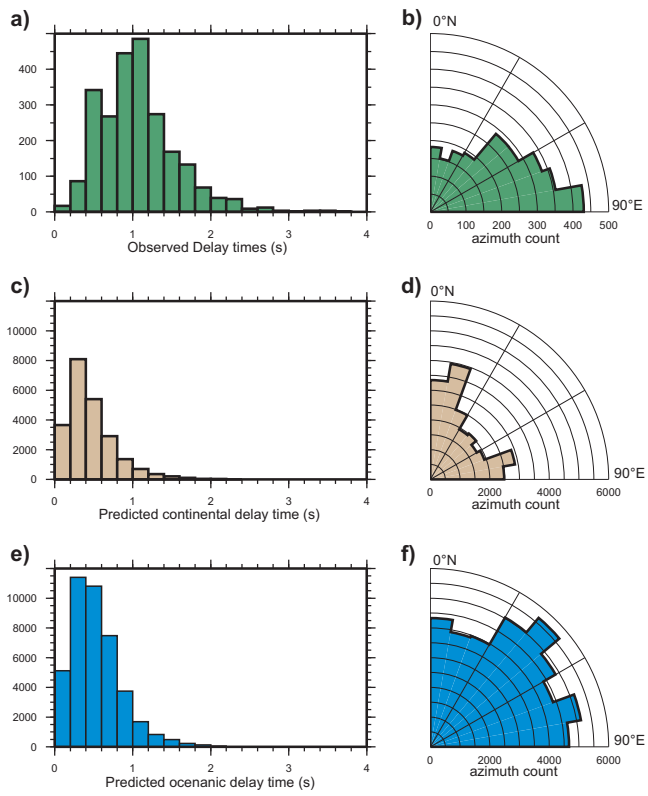 a)
500
400
300
200
100
0
0 1 2 3 4
Observed Delay times (s)
b)
0°N
90°E
0 100 200 300 400 500
azimuth count
c)
10000
8000
6000
4000
2000
0
0 1 2 3 4
Predicted continental delay time (s)
d)
0°N
90°E
0 2000 4000 6000
azimuth count
e)
10000
8000
6000
4000
2000
0
0 1 2 3 4
Predicted ocenanic delay time (s)
f)
0°N
90°E
0 2000 4000 6000
azimuth count